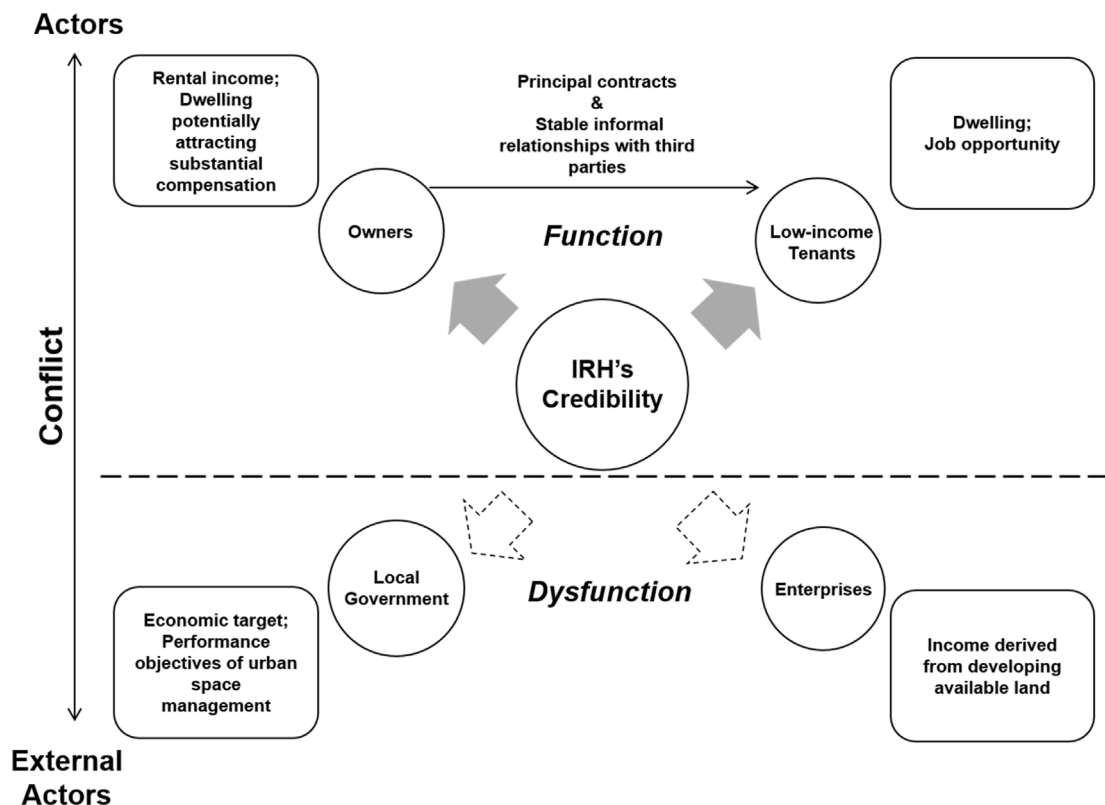 Actors
Rental income;
Dwelling
potentially
attracting
substantial
compensation
Principal contracts
&
Stable informal
relationships with third
parties
Dwelling;
Job opportunity
Owners
Function
Low-income
Tenants
Conflict
IRH's
Credibility
Local
Government
Dysfunction
Enterprises
Economic target;
Performance
objectives of urban
space
management
Income derived
from developing
available land
External
Actors